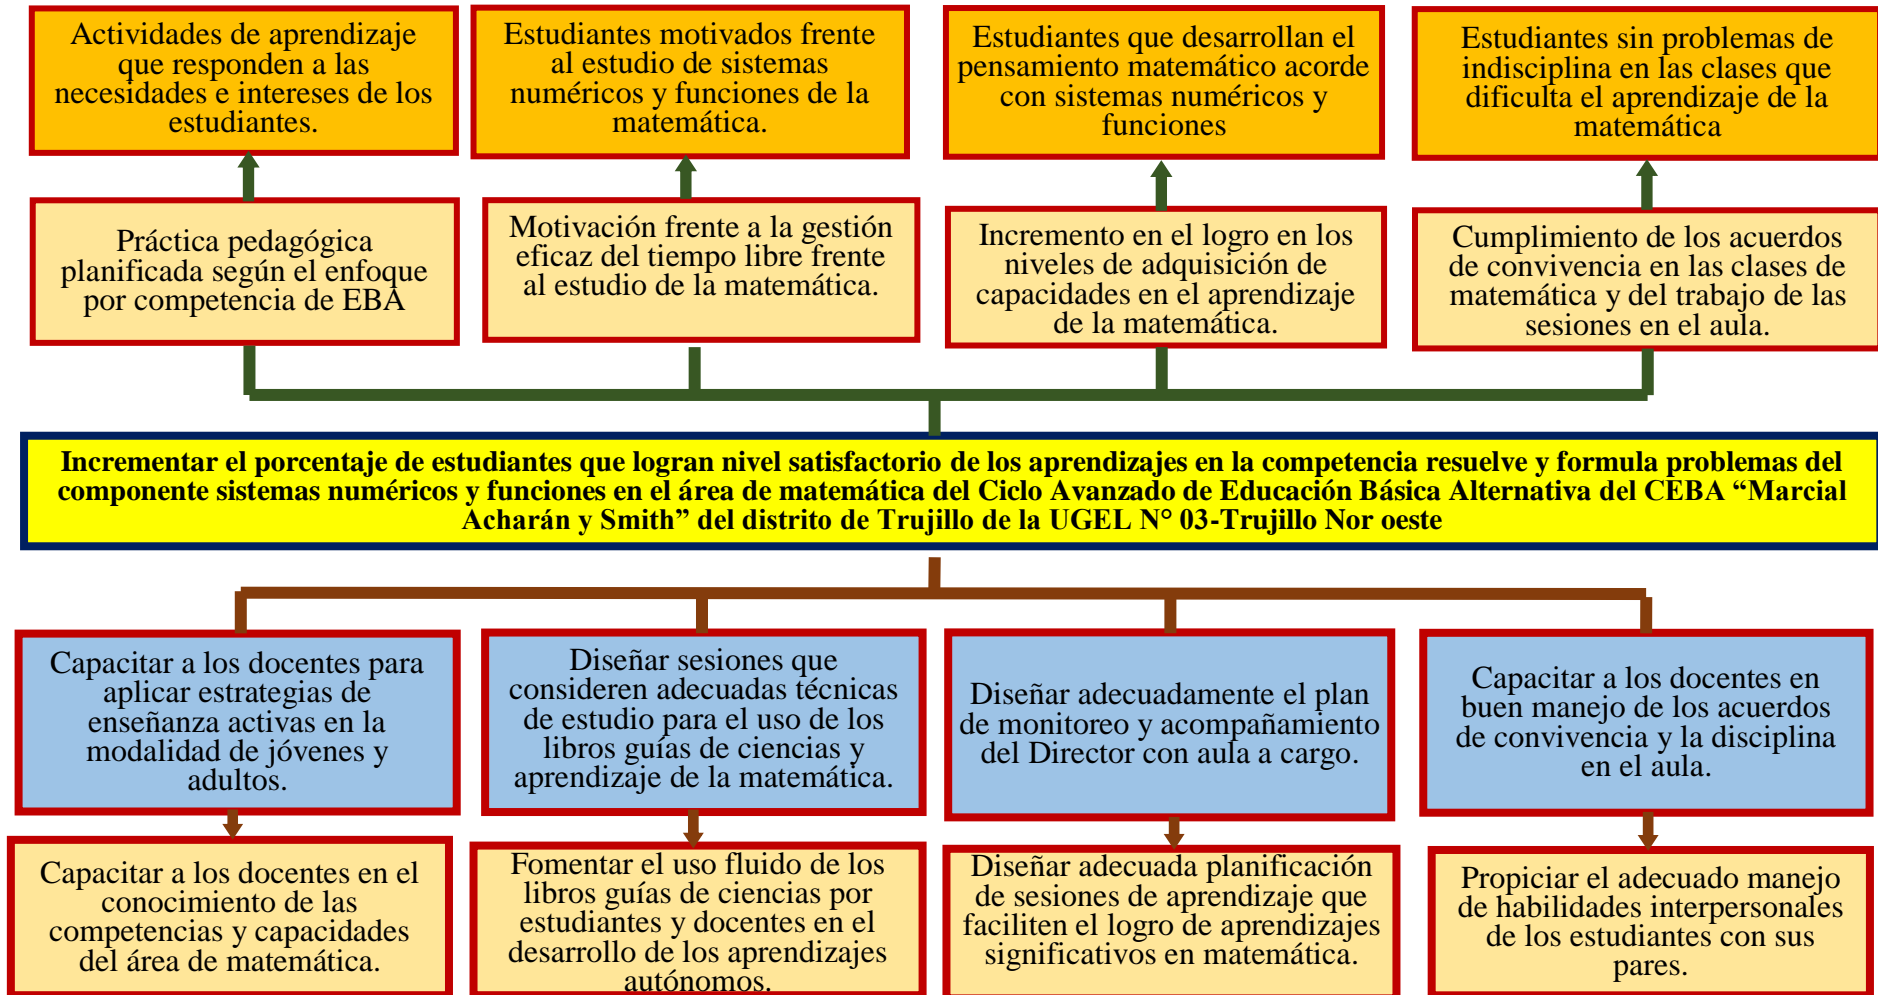 Actividades de aprendizaje
que responden a las
necesidades e intereses de los
estudiantes.
Estudiantes motivados frente
al estudio de sistemas
numéricos y funciones de la
matemática.
Estudiantes que desarrollan el
pensamiento matemático acorde
con sistemas numéricos y
funciones
Estudiantes sin problemas de
indisciplina en las clases que
dificulta el aprendizaje de la
matemática
Práctica pedagógica
planificada según el enfoque
por competencia de EBA
Motivación frente a la gestión
eficaz del tiempo libre frente
al estudio de la matemática.
Incremento en el logro en los
niveles de adquisición de
capacidades en el aprendizaje
de la matemática.
Cumplimiento de los acuerdos
de convivencia en las clases de
matemática y del trabajo de las
sesiones en el aula.
Incrementar el porcentaje de estudiantes que logran nivel satisfactorio de los aprendizajes en la competencia resuelve y formula problemas del
componente sistemas numéricos y funciones en el área de matemática del Ciclo Avanzado de Educación Básica Alternativa del CEBA “Marcial
Acharán y Smith” del distrito de Trujillo de la UGEL N° 03-Trujillo Nor oeste
Capacitar a los docentes para
aplicar estrategias de
enseñanza activas en la
modalidad de jóvenes y
adultos.
Diseñar sesiones que
consideren adecuadas técnicas
de estudio para el uso de los
libros guías de ciencias y
aprendizaje de la matemática.
Diseñar adecuadamente el plan
de monitoreo y acompañamiento
del Director con aula a cargo.
Capacitar a los docentes en
buen manejo de los acuerdos
de convivencia y la disciplina
en el aula.
Capacitar a los docentes en el
conocimiento de las
competencias y capacidades
del área de matemática.
Fomentar el uso fluido de los
libros guías de ciencias por
estudiantes y docentes en el
desarrollo de los aprendizajes
autónomos.
Diseñar adecuada planificación
de sesiones de aprendizaje que
faciliten el logro de aprendizajes
significativos en matemática.
Propiciar el adecuado manejo
de habilidades interpersonales
de los estudiantes con sus
pares.